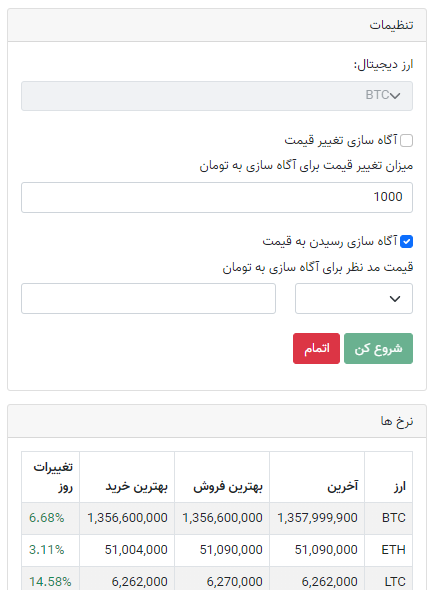 تنظیمات
ارز دیجیتال:
BTC
آگاه سازی تغییر قیمت
میزان تغییر قیمت برای آگاه سازی به تومان
1000
آگاه سازی رسیدن به قیمت
قیمت مد نظر برای آگاه سازی به تومان
شروع کن اتمام
نرخ ها
ارز آخرین بهترین فروش بهترین خرید تغییرات روز
BTC 1,357,999,900 1,356,600,000 1,356,600,000 6.68%
ETH 51,090,000 51,090,000 51,004,000 3.11%
LTC 6,262,000 6,270,000 6,262,000 14.58%